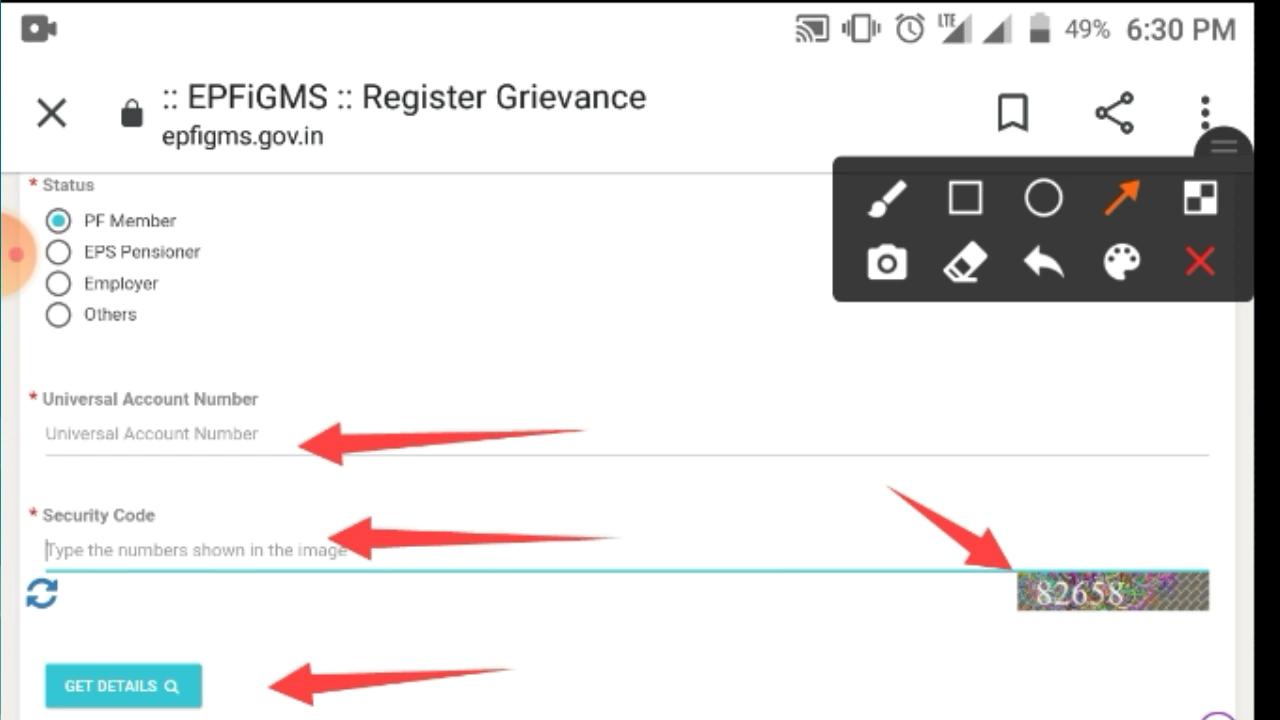 LTE 49% 6:30 PM
:: EPFiGMS :: Register Grievance
epfigms.gov.in
* Status
PF Member
EPS Pensioner
Employer
Others
* Universal Account Number
Universal Account Number
* Security Code
Type the numbers shown in the image
82658
GET DETAILS